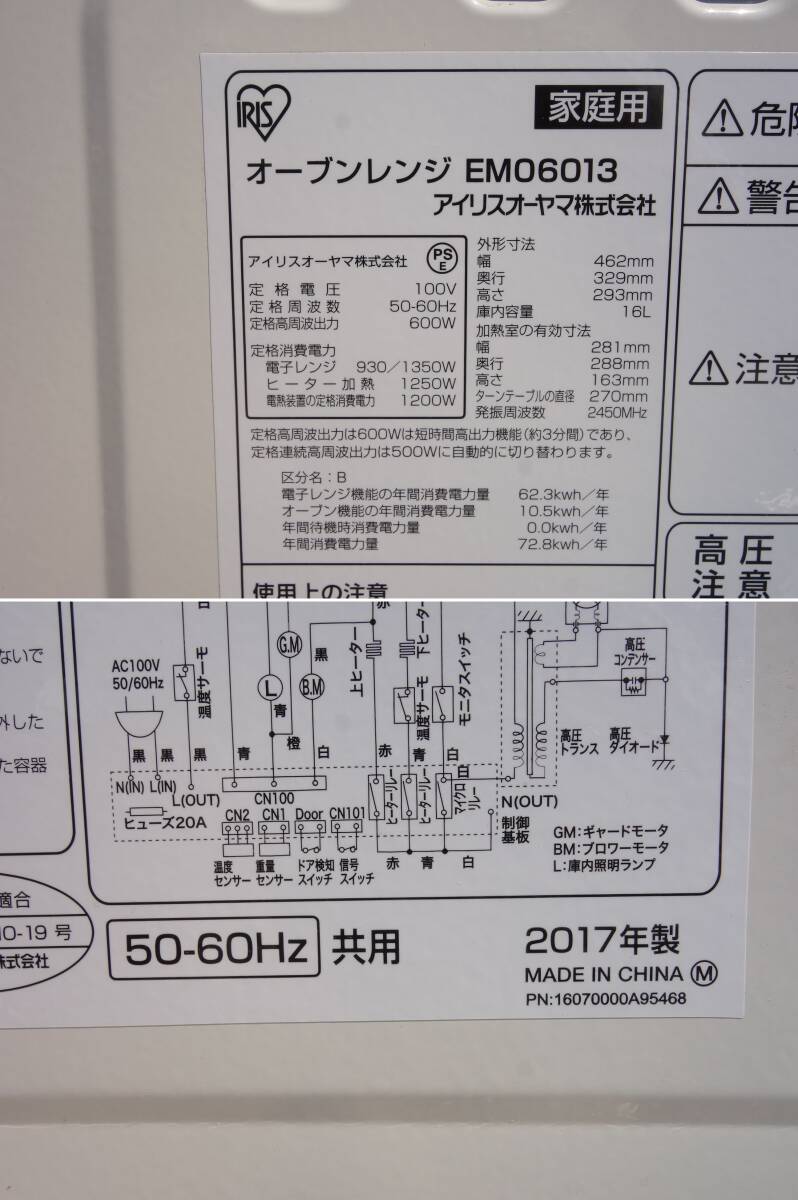 IRIS
家庭用
オーブンレンジ EMO6013
アイリスオーヤマ株式会社
アイリスオーヤマ株式会社 PS E
定格電圧 100V
定格周波数 50-60Hz
定格高周波出力 600W
定格消費電力
電子レンジ 930/1350W
ヒーター加熱 1250W
電熱装置の定格消費電力 1200W
外形寸法
幅 462mm
奥行 329mm
高さ 293mm
庫内容量 16L
加熱室の有効寸法
幅 281mm
奥行 288mm
高さ 163mm
ターンテーブルの直径 270mm
発振周波数 2450MHz
定格高周波出力は600Wは短時間高出力機能(約3分間)であり、
定格連続高周波出力は500Wに自動的に切り替わります。
区分名:B
電子レンジ機能の年間消費電力量 62.3kwh/年
オーブン機能の年間消費電力量 10.5kwh/年
年間待機時消費電力量 0.0kwh/年
年間消費電力量 72.8kwh/年
使用上の注意
危険
警告
注意
高圧
注意
ないで
外した
た容器
AC100V
50/60Hz
温度サーモ
G.M
L
B.M
黒
青
橙
白
上ヒーター
下ヒーター
温度サーモ
モニタスイッチ
赤
高圧
コンデンサー
高圧
トランス
高圧
ダイオード
黒 黒 黒 青 橙 白 赤 青 白
N(IN) L(IN)
L(OUT)
ヒューズ20A
CN100
CN2 CN1 Door CN101
ヒーターリレー
ヒーターリレー
マイクロリレー
N(OUT)
制御
基板
温度
センサー
重量
センサー
ドア検知
スイッチ
信号
スイッチ
赤 青 白
GM:ギャードモータ
BM:ブロワーモータ
L:庫内照明ランプ
適合
10-19 号
株式会社
50-60Hz 共用
2017年製
MADE IN CHINA M
PN:16070000A95468